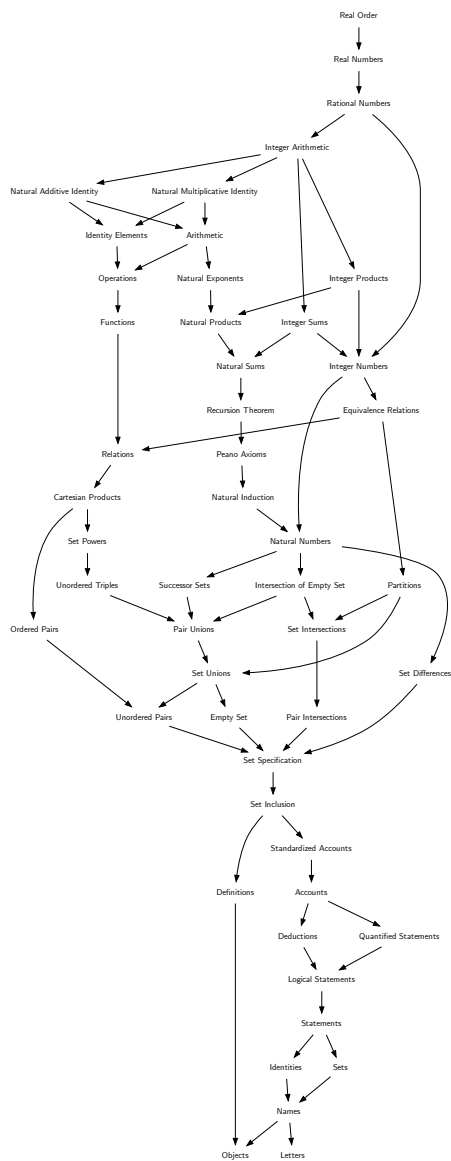 Real Order
Real Numbers
Rational Numbers
Integer Arithmetic
Natural Additive Identity
Natural Multiplicative Identity
Identity Elements
Arithmetic
Operations
Natural Exponents
Integer Products
Functions
Natural Products
Integer Sums
Natural Sums
Integer Numbers
Recursion Theorem
Equivalence Relations
Relations
Peano Axioms
Cartesian Products
Natural Induction
Set Powers
Natural Numbers
Unordered Triples
Successor Sets
Intersection of Empty Set
Partitions
Ordered Pairs
Pair Unions
Set Intersections
Set Unions
Set Differences
Unordered Pairs
Empty Set
Pair Intersections
Set Specification
Set Inclusion
Standardized Accounts
Definitions
Accounts
Deductions
Quantified Statements
Logical Statements
Statements
Identities
Sets
Names
Objects
Letters